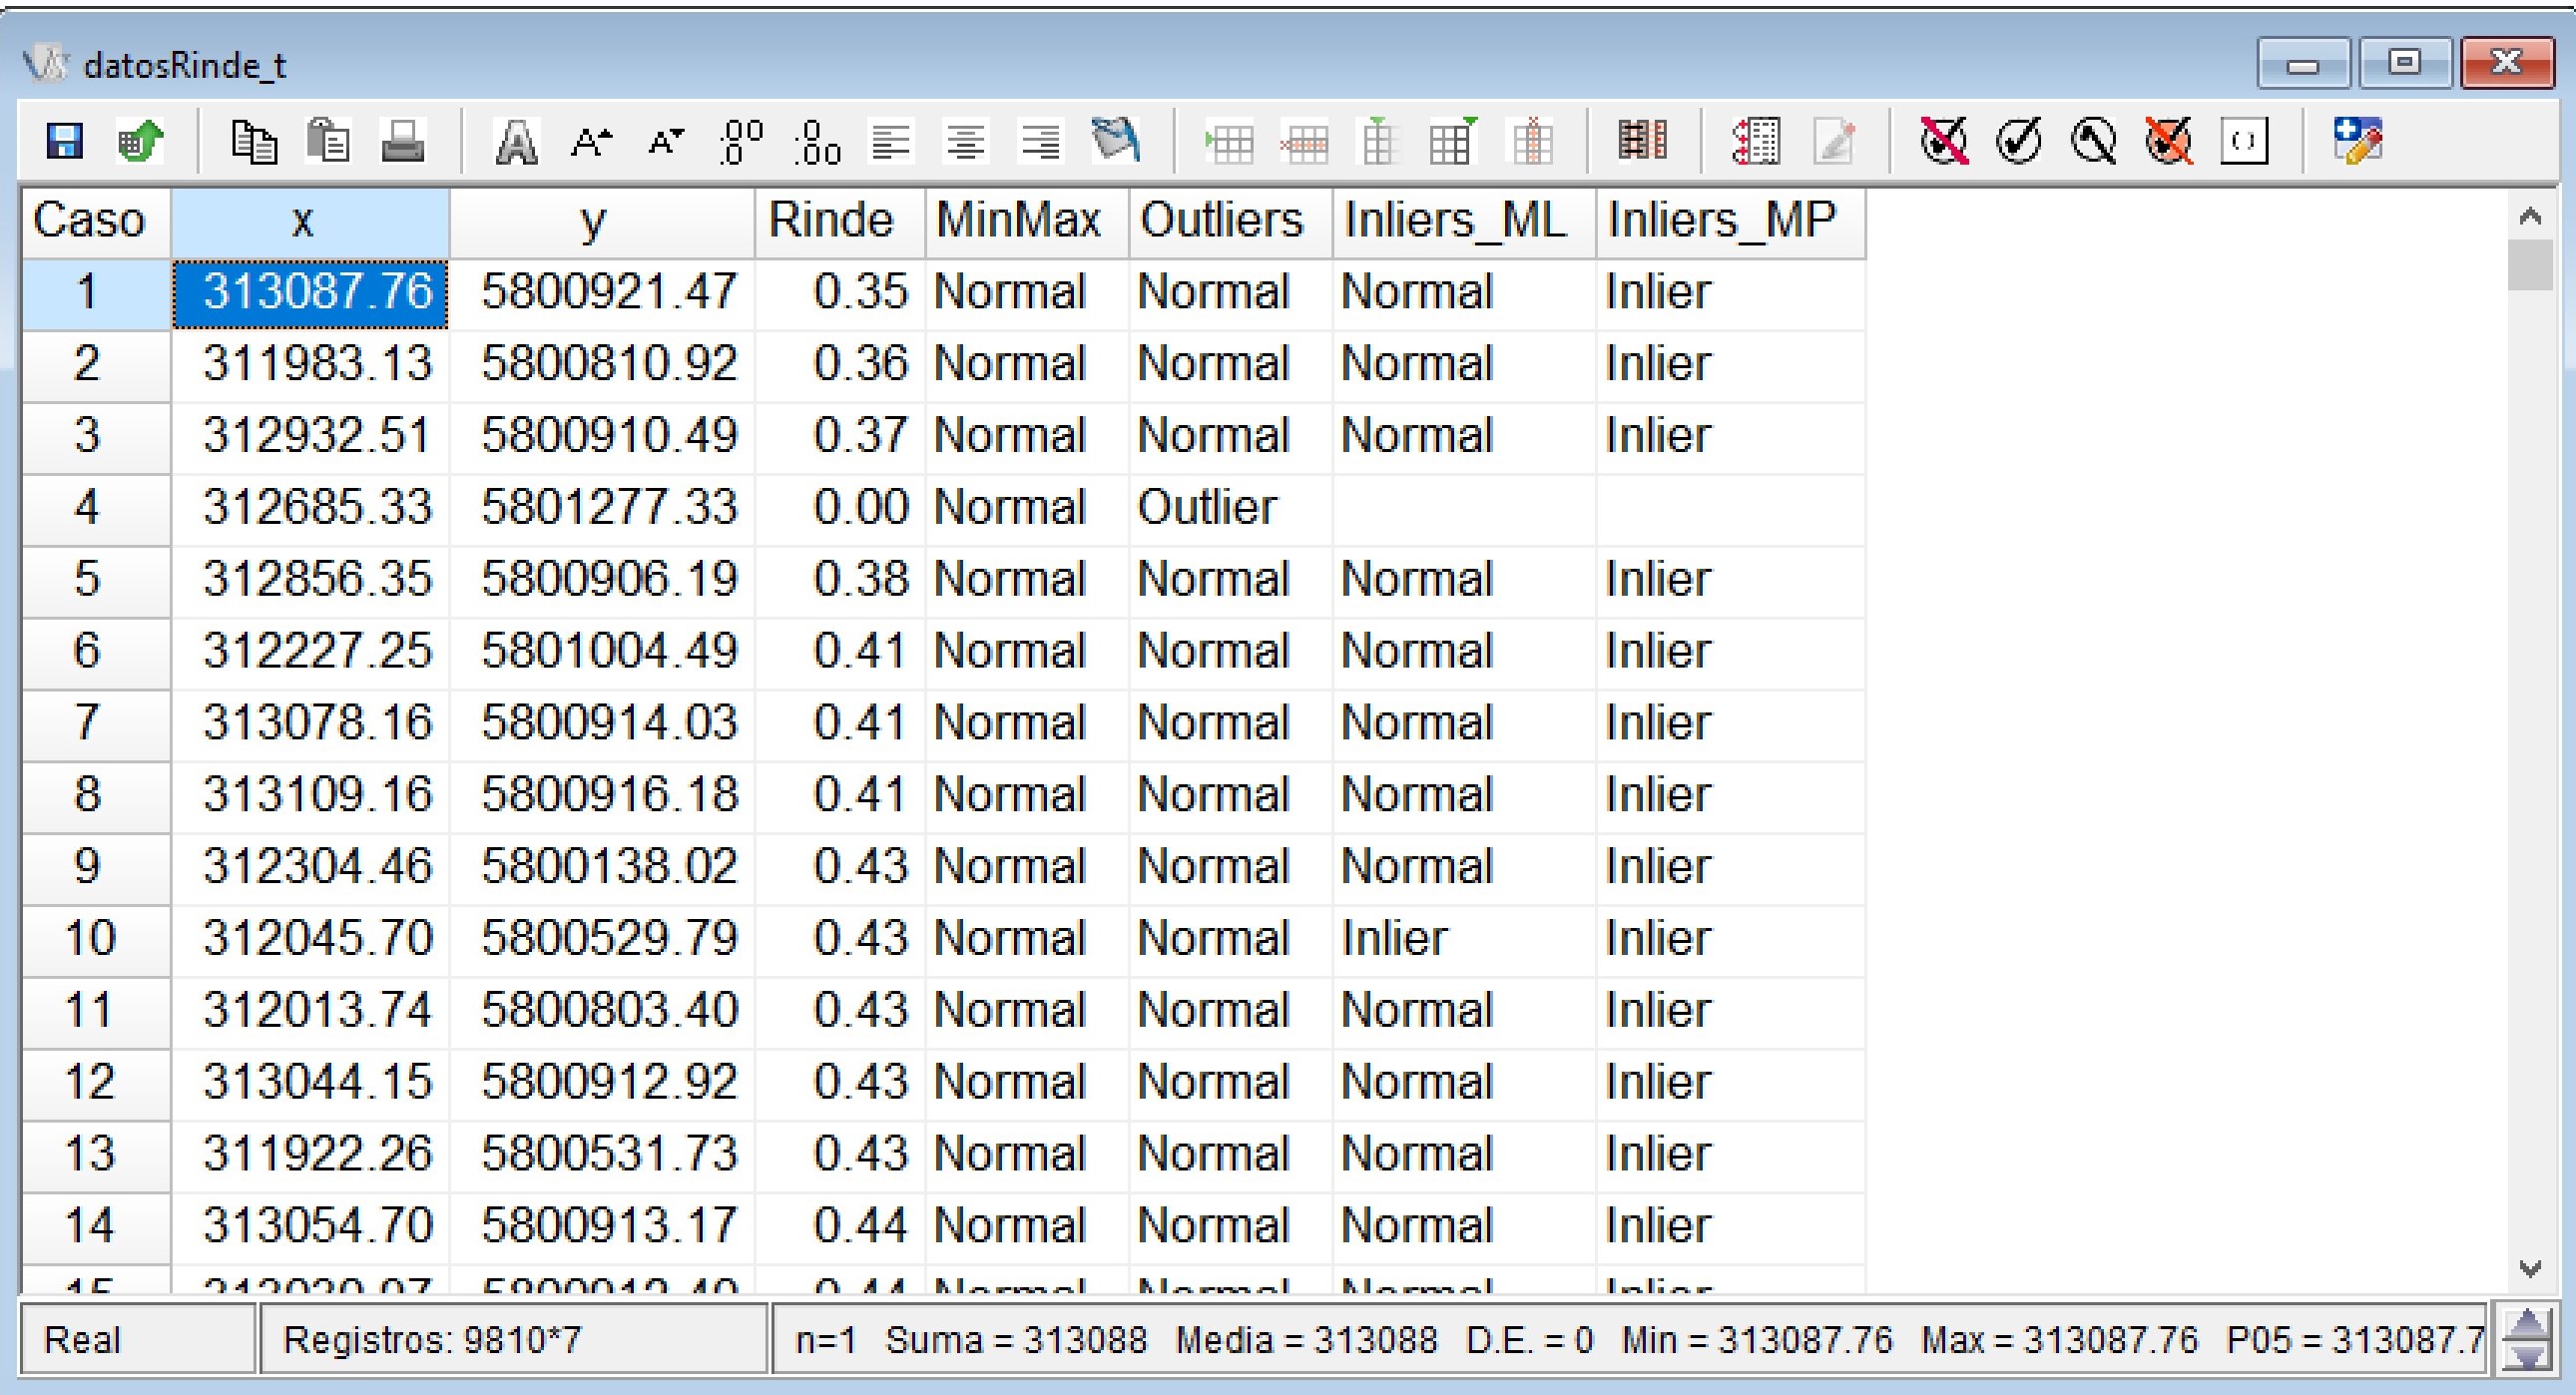 datosRinde_t
Caso x y Rinde MinMax Outliers Inliers_ML Inliers_MP
1 313087.76 5800921.47 0.35 Normal Normal Normal Inlier
2 311983.13 5800810.92 0.36 Normal Normal Normal Inlier
3 312932.51 5800910.49 0.37 Normal Normal Normal Inlier
4 312685.33 5801277.33 0.00 Normal Outlier
5 312856.35 5800906.19 0.38 Normal Normal Normal Inlier
6 312227.25 5801004.49 0.41 Normal Normal Normal Inlier
7 313078.16 5800914.03 0.41 Normal Normal Normal Inlier
8 313109.16 5800916.18 0.41 Normal Normal Normal Inlier
9 312304.46 5800138.02 0.43 Normal Normal Normal Inlier
10 312045.70 5800529.79 0.43 Normal Normal Inlier Inlier
11 312013.74 5800803.40 0.43 Normal Normal Normal Inlier
12 313044.15 5800912.92 0.43 Normal Normal Normal Inlier
13 311922.26 5800531.73 0.43 Normal Normal Normal Inlier
14 313054.70 5800913.17 0.44 Normal Normal Normal Inlier
15 0.44 Normal Normal Normal Inlier
Real Registros: 9810*7 n=1 Suma = 313088 Media = 313088 D.E. = 0 Min = 313087.76 Max = 313087.76 P05 = 313087.7